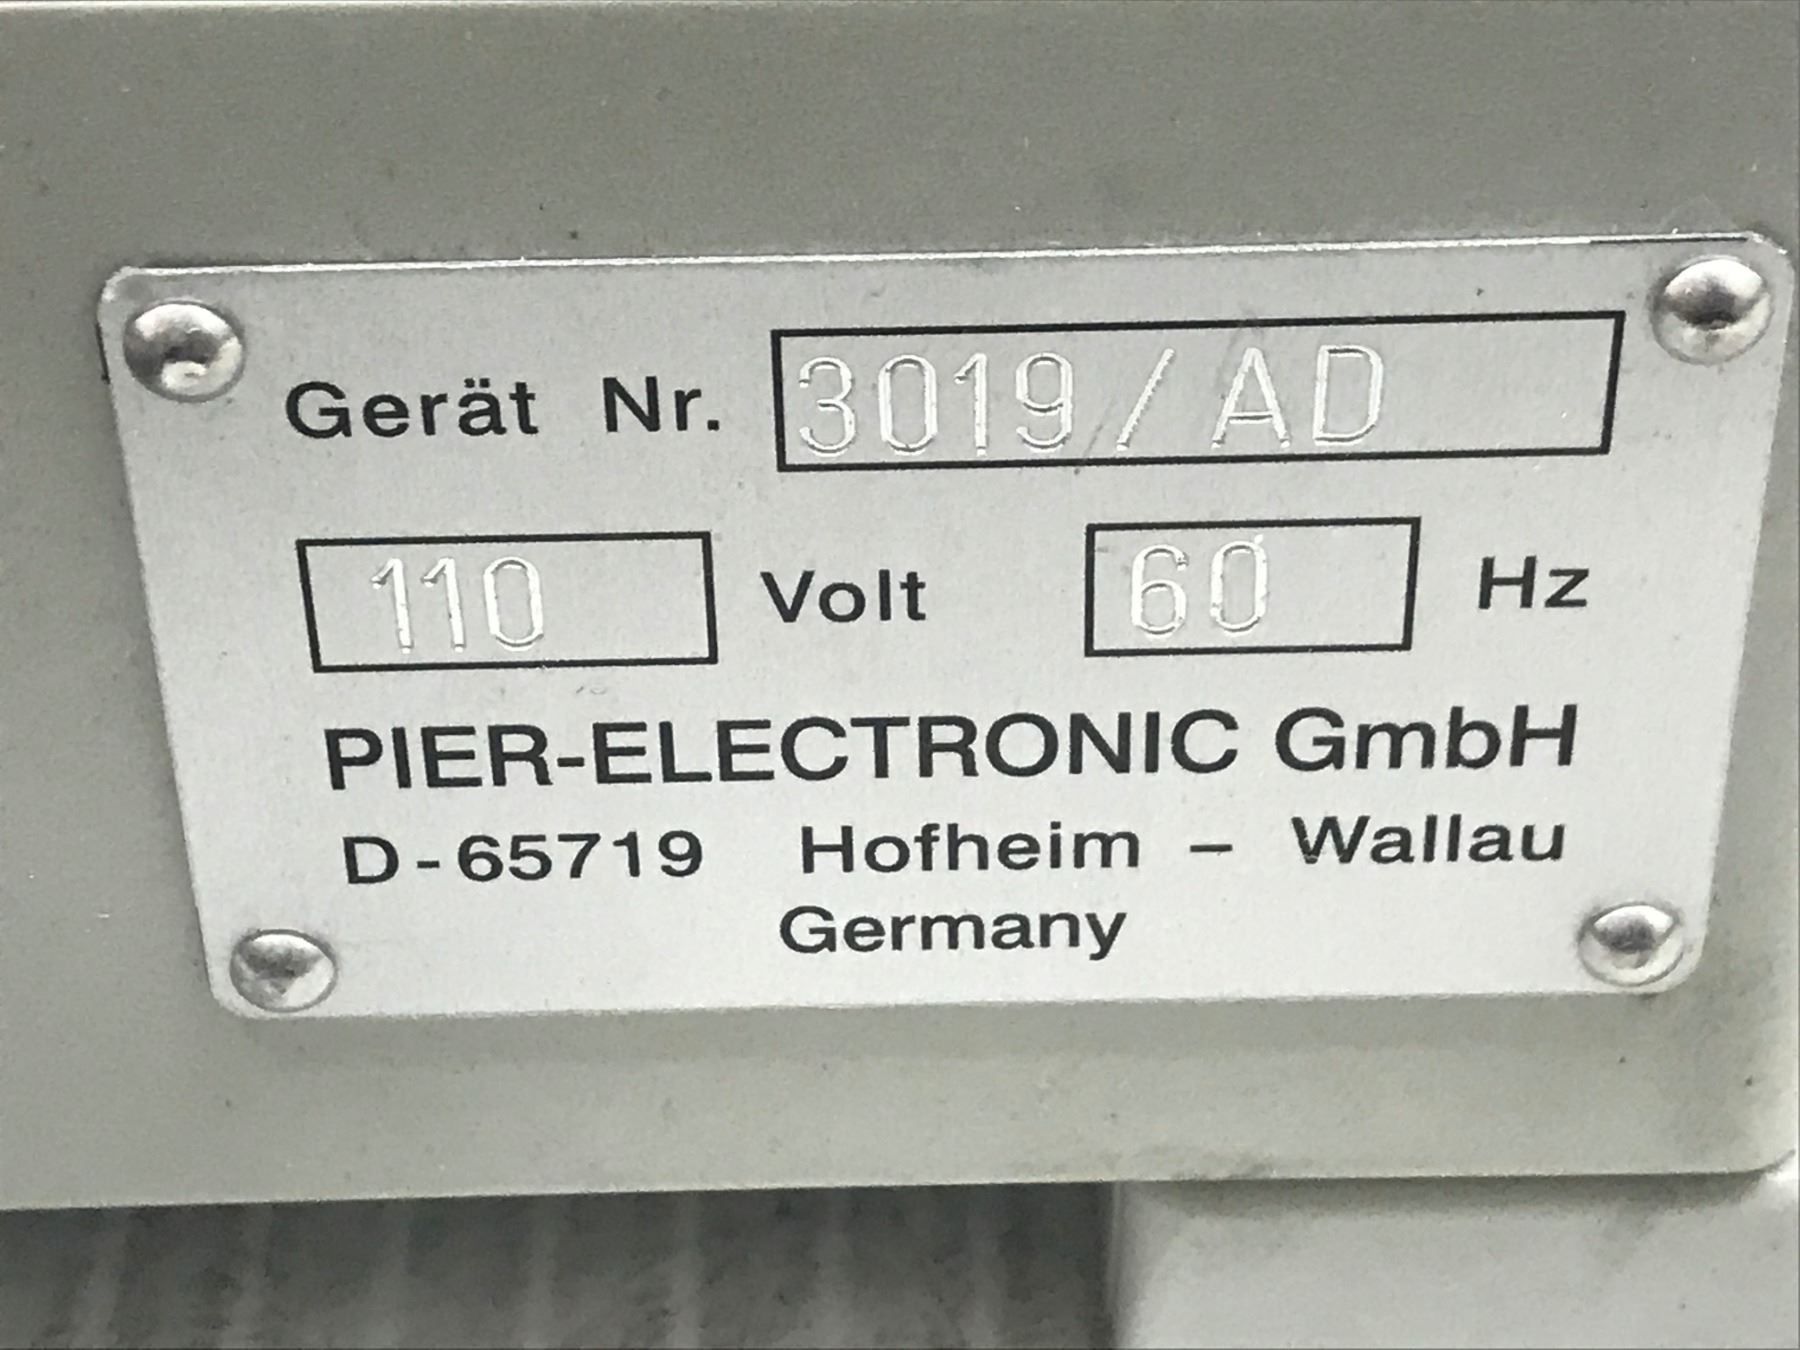 Gerät Nr. 3019/AD
110 Volt 60 Hz
PIER-ELECTRONIC GmbH
D-65719 Hofheim – Wallau
Germany